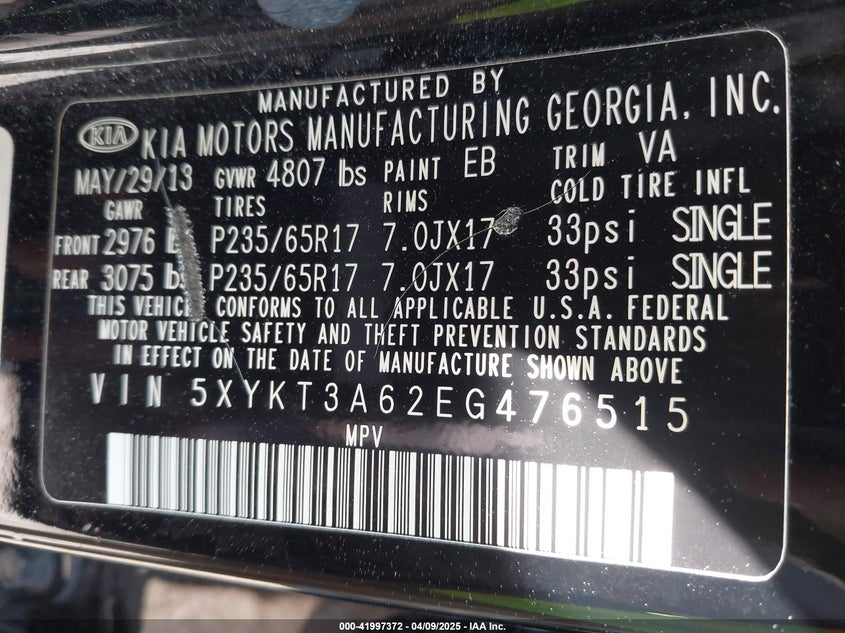 MANUFACTURED BY
KIA KIA MOTORS MANUFACTURING GEORGIA, INC.
MAY/29/13 GVWR 4807 lbs PAINT EB TRIM VA
GAWR TIRES RIMS COLD TIRE INFL
FRONT 2976 P235/65R17 7.0JX17 33psi SINGLE
REAR 3075 lbs P235/65R17 7.0JX17 33psi SINGLE
THIS VEHICLE CONFORMS TO ALL APPLICABLE U.S.A. FEDERAL
MOTOR VEHICLE SAFETY AND THEFT PREVENTION STANDARDS
IN EFFECT ON THE DATE OF MANUFACTURE SHOWN ABOVE
VIN 5XYKT3A62EG476515
MPV
000-41997372 - 04/09/2025 - IAA Inc.